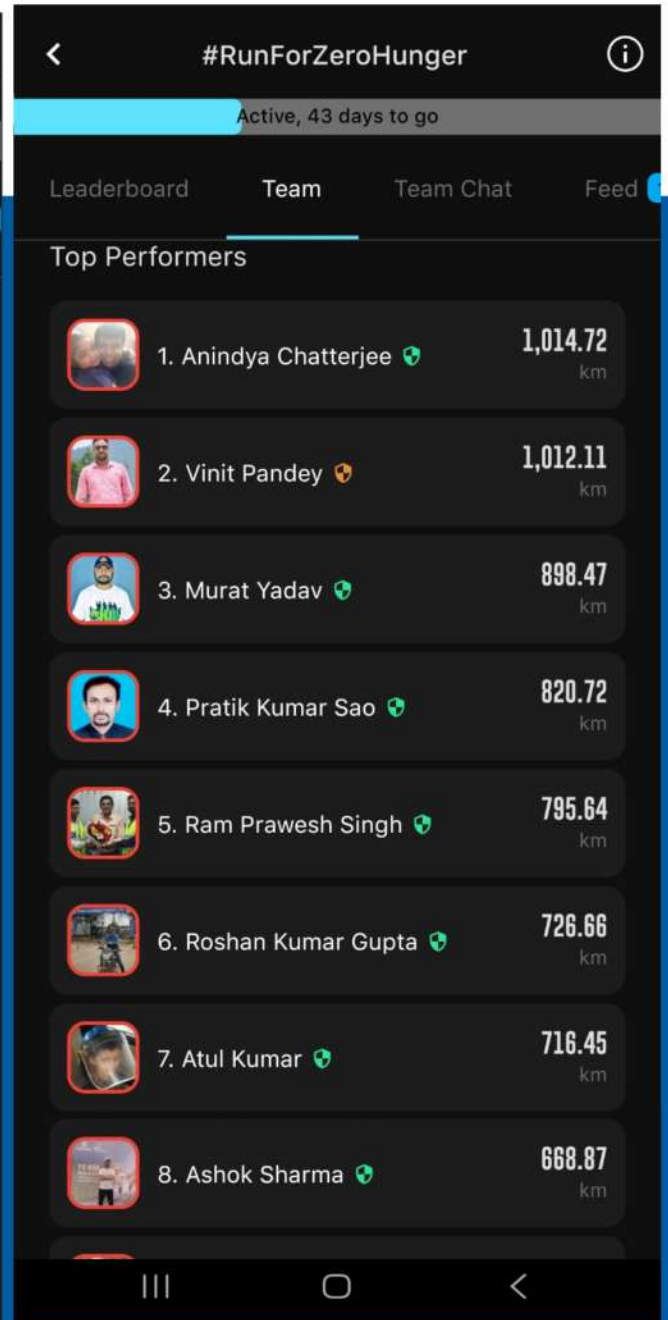 #RunForZeroHunger
Active, 43 days to go
Leaderboard Team Team Chat Feed
Top Performers
1. Anindya Chatterjee 1,014.72 km
2. Vinit Pandey 1,012.11 km
3. Murat Yadav 898.47 km
4. Pratik Kumar Sao 820.72 km
5. Ram Prawesh Singh 795.64 km
6. Roshan Kumar Gupta 726.66 km
7. Atul Kumar 716.45 km
8. Ashok Sharma 668.87 km